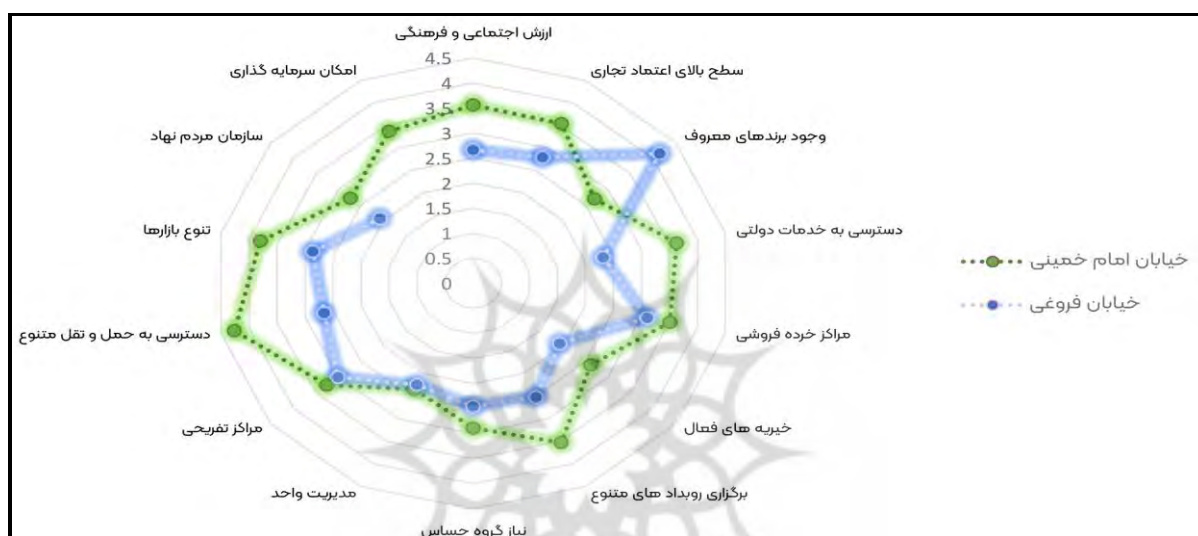 ارزش اجتماعی و فرهنگی
سطح بالای اعتماد تجاری
وجود برندهای معروف
دسترسی به خدمات دولتی
مراکز خرده فروشی
خیریه های فعال
برگزاری رویداد های متنوع
نیاز گروه حساس
مدیریت واحد
مراکز تفریحی
دسترسی به حمل و نقل متنوع
تنوع بازارها
سازمان مردم نهاد
امکان سرمایه گذاری
4.5
4
3.5
3
2.5
2
1.5
1
0.5
0
خیابان امام خمینی
خیابان فروغی